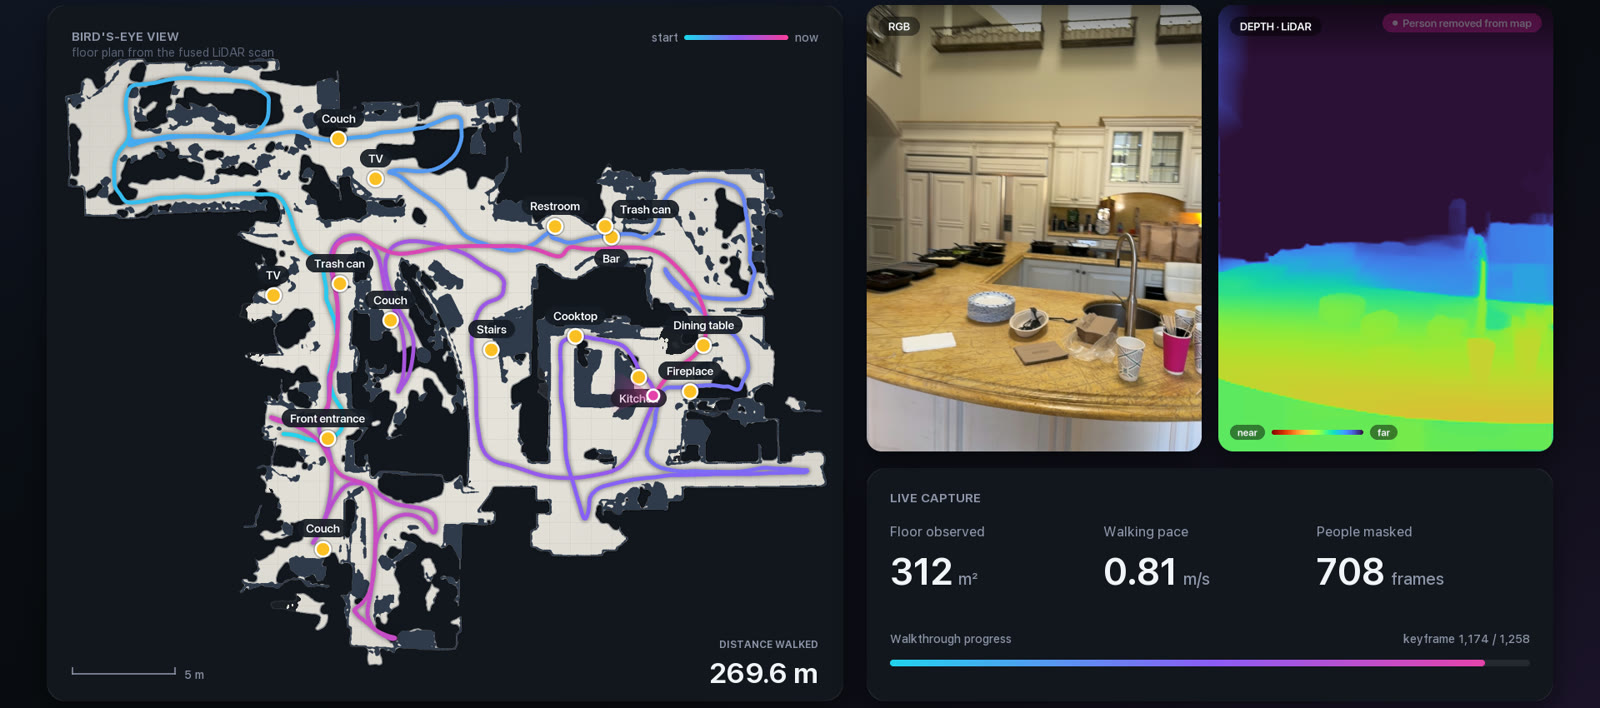 BIRD'S-EYE VIEW
floor plan from the fused LiDAR scan
start
now
Couch
TV
Restroom
Trash can
Bar
Trash can
TV
Couch
Stairs
Cooktop
Dining table
Fireplace
Kitchen
Front entrance
Couch
5 m
DISTANCE WALKED
269.6 m
RGB
DEPTH · LiDAR
Person removed from map
near
far
LIVE CAPTURE
Floor observed
Walking pace
People masked
312 m²
0.81 m/s
708 frames
Walkthrough progress
keyframe 1,174 / 1,258